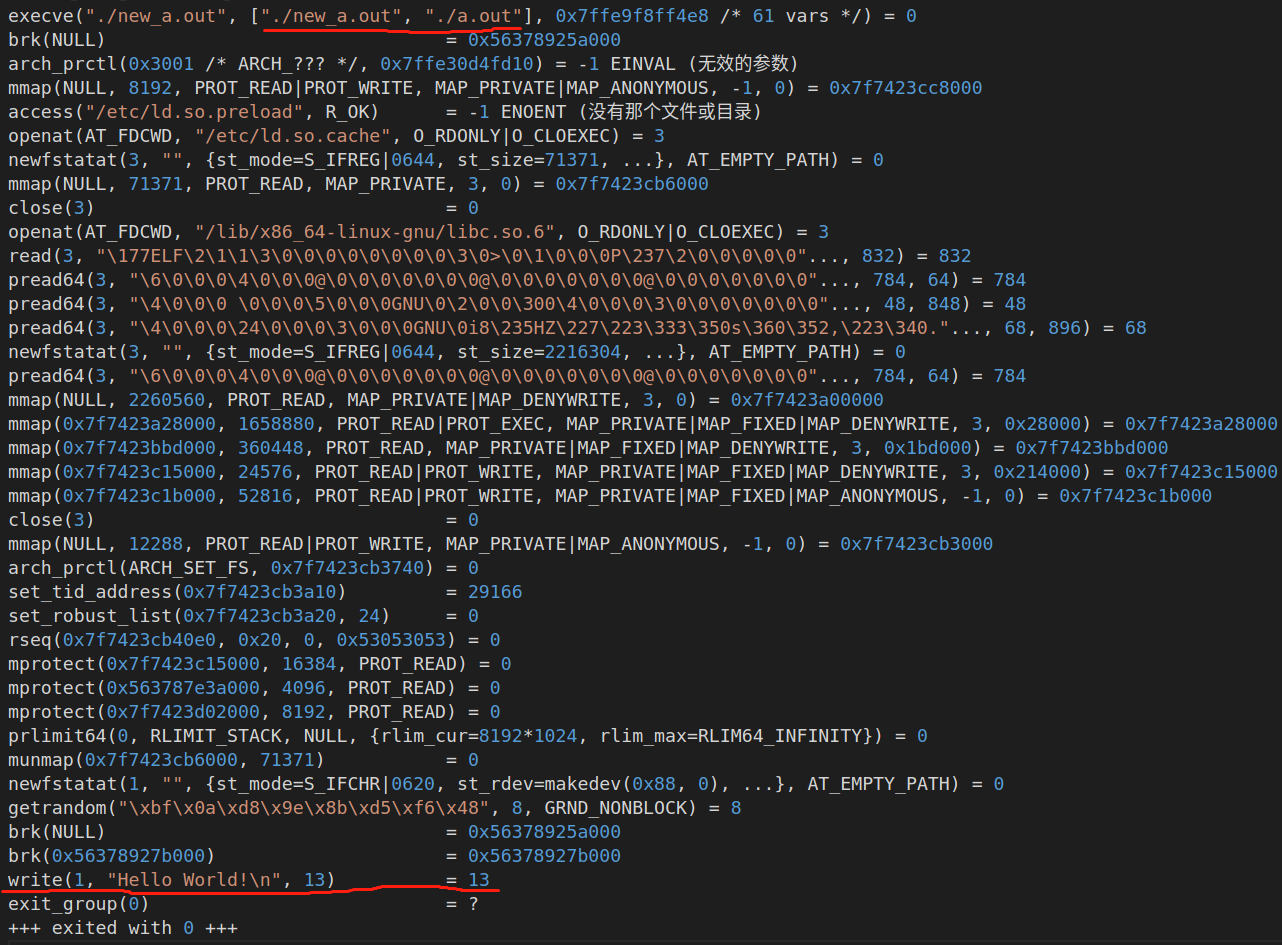 execve("./new_a.out", ["./new_a.out", "./a.out"], 0x7ffe9f8ff4e8 /* 61 vars */) = 0
brk(NULL)                               = 0x56378925a000
arch_prctl(0x3001 /* ARCH_??? */, 0x7ffe30d4fd10) = -1 EINVAL (无效的参数)
mmap(NULL, 8192, PROT_READ|PROT_WRITE, MAP_PRIVATE|MAP_ANONYMOUS, -1, 0) = 0x7f7423cc8000
access("/etc/ld.so.preload", R_OK)      = -1 ENOENT (没有那个文件或目录)
openat(AT_FDCWD, "/etc/ld.so.cache", O_RDONLY|O_CLOEXEC) = 3
newfstatat(3, "", {st_mode=S_IFREG|0644, st_size=71371, ...}, AT_EMPTY_PATH) = 0
mmap(NULL, 71371, PROT_READ, MAP_PRIVATE, 3, 0) = 0x7f7423cb6000
close(3)                                = 0
openat(AT_FDCWD, "/lib/x86_64-linux-gnu/libc.so.6", O_RDONLY|O_CLOEXEC) = 3
read(3, "\177ELF\2\1\1\3\0\0\0\0\0\0\0\0\3\0>\0\1\0\0\0P\237\2\0\0\0\0\0"..., 832) = 832
pread64(3, "\6\0\0\0\4\0\0\0@\0\0\0\0\0\0\0@\0\0\0\0\0\0\0@\0\0\0\0\0\0\0"..., 784, 64) = 784
pread64(3, "\4\0\0\0 \0\0\0\5\0\0\0GNU\0\2\0\0\300\4\0\0\0\3\0\0\0\0\0\0\0"..., 48, 848) = 48
pread64(3, "\4\0\0\0\24\0\0\0\3\0\0\0GNU\0i8\235HZ\227\223\333\350s\360\352,\223\340."..., 68, 896) = 68
newfstatat(3, "", {st_mode=S_IFREG|0644, st_size=2216304, ...}, AT_EMPTY_PATH) = 0
pread64(3, "\6\0\0\0\4\0\0\0@\0\0\0\0\0\0\0@\0\0\0\0\0\0\0@\0\0\0\0\0\0\0"..., 784, 64) = 784
mmap(NULL, 2260560, PROT_READ, MAP_PRIVATE|MAP_DENYWRITE, 3, 0) = 0x7f7423a00000
mmap(0x7f7423a28000, 1658880, PROT_READ|PROT_EXEC, MAP_PRIVATE|MAP_FIXED|MAP_DENYWRITE, 3, 0x28000) = 0x7f7423a28000
mmap(0x7f7423bbd000, 360448, PROT_READ, MAP_PRIVATE|MAP_FIXED|MAP_DENYWRITE, 3, 0x1bd000) = 0x7f7423bbd000
mmap(0x7f7423c15000, 24576, PROT_READ|PROT_WRITE, MAP_PRIVATE|MAP_FIXED|MAP_DENYWRITE, 3, 0x214000) = 0x7f7423c15000
mmap(0x7f7423c1b000, 52816, PROT_READ|PROT_WRITE, MAP_PRIVATE|MAP_FIXED|MAP_ANONYMOUS, -1, 0) = 0x7f7423c1b000
close(3)                                = 0
mmap(NULL, 12288, PROT_READ|PROT_WRITE, MAP_PRIVATE|MAP_ANONYMOUS, -1, 0) = 0x7f7423cb3000
arch_prctl(ARCH_SET_FS, 0x7f7423cb3740) = 0
set_tid_address(0x7f7423cb3a10)         = 29166
set_robust_list(0x7f7423cb3a20, 24)     = 0
rseq(0x7f7423cb40e0, 0x20, 0, 0x53053053) = 0
mprotect(0x7f7423c15000, 16384, PROT_READ) = 0
mprotect(0x563787e3a000, 4096, PROT_READ) = 0
mprotect(0x7f7423d02000, 8192, PROT_READ) = 0
prlimit64(0, RLIMIT_STACK, NULL, {rlim_cur=8192*1024, rlim_max=RLIM64_INFINITY}) = 0
munmap(0x7f7423cb6000, 71371)           = 0
newfstatat(1, "", {st_mode=S_IFCHR|0620, st_rdev=makedev(0x88, 0), ...}, AT_EMPTY_PATH) = 0
getrandom("\xbf\x0a\xd8\x9e\x8b\xd5\xf6\x48", 8, GRND_NONBLOCK) = 8
brk(NULL)                               = 0x56378925a000
brk(0x56378927b000)                     = 0x56378927b000
write(1, "Hello World!\n", 13)          = 13
exit_group(0)                           = ?
+++ exited with 0 +++